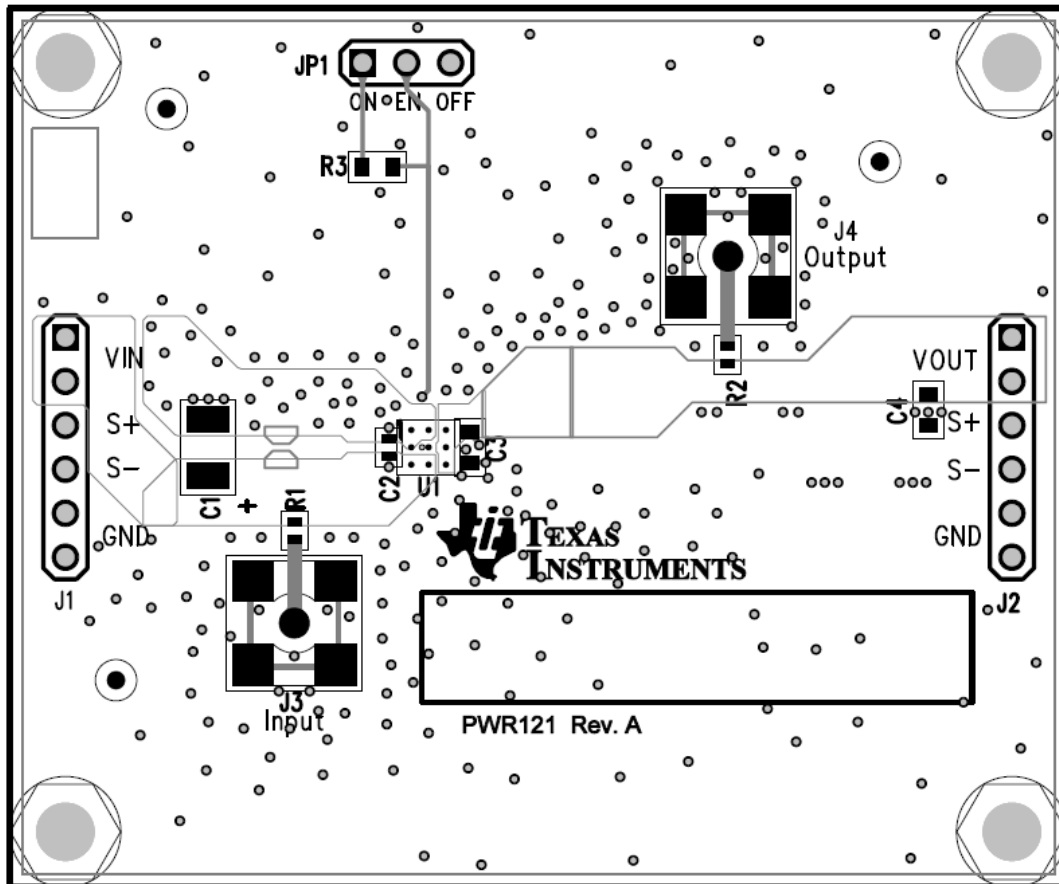 JP1
ON EN OFF
R3
J4
Output
VIN
VOUT
S+
S+
S-
S-
C1
+
R1
C2
U1
C3
R2
C4
GND
GND
TEXAS
INSTRUMENTS
J1
J2
J3
Input
PWR121 Rev. A